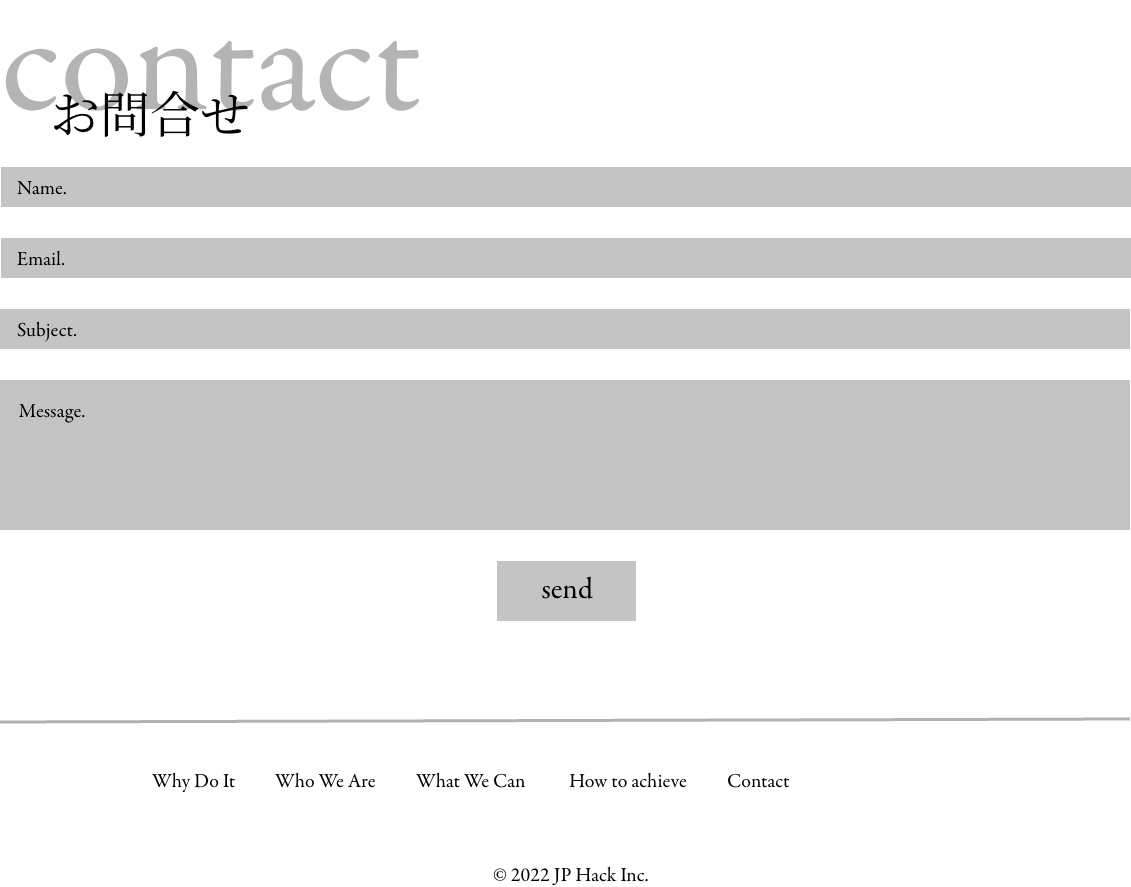 contact
お問合せ
Name.
Email.
Subject.
Message.
send
Why Do It Who We Are What We Can How to achieve Contact
© 2022 JP Hack Inc.